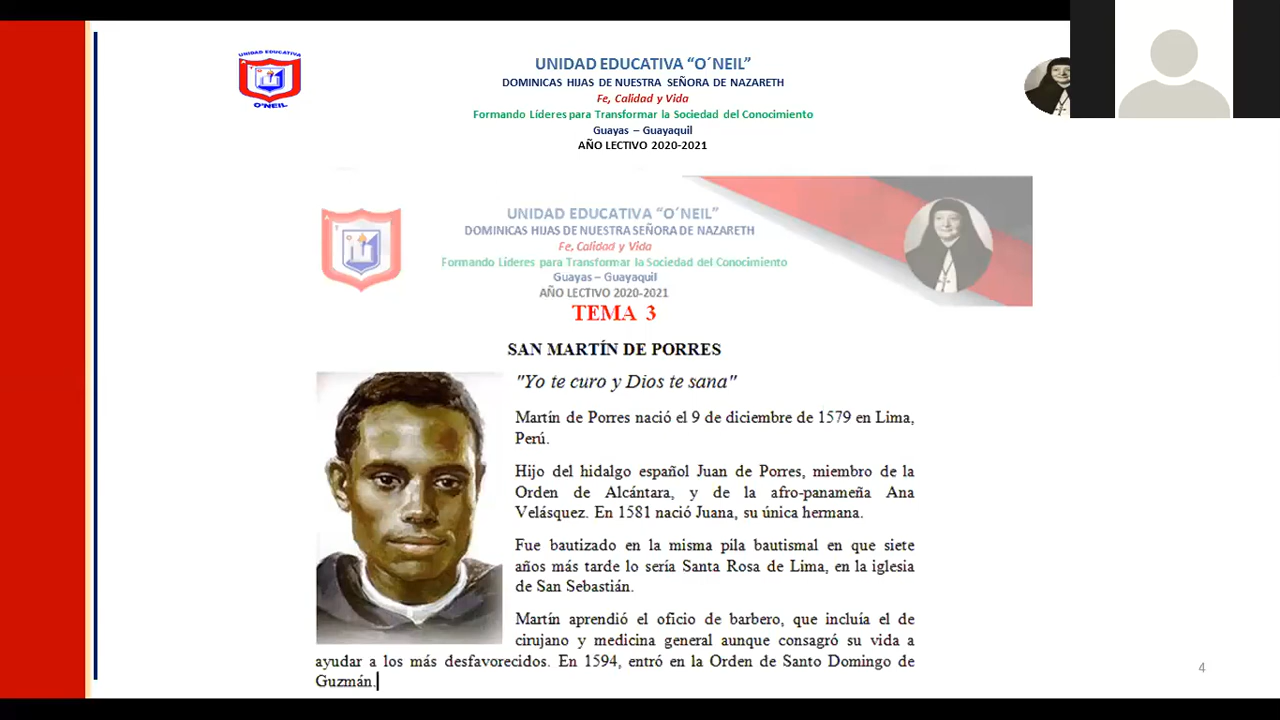 UNIDAD EDUCATIVA
O'NEIL
UNIDAD EDUCATIVA “O´NEIL”
DOMINICAS HIJAS DE NUESTRA SEÑORA DE NAZARETH
Fe, Calidad y Vida
Formando Líderes para Transformar la Sociedad del Conocimiento
Guayas – Guayaquil
AÑO LECTIVO 2020-2021
UNIDAD EDUCATIVA “O´NEIL”
DOMINICAS HIJAS DE NUESTRA SEÑORA DE NAZARETH
Fe, Calidad y Vida
Formando Líderes para Transformar la Sociedad del Conocimiento
Guayas – Guayaquil
AÑO LECTIVO 2020-2021
TEMA 3
SAN MARTÍN DE PORRES
"Yo te curo y Dios te sana"
Martín de Porres nació el 9 de diciembre de 1579 en Lima,
Perú.
Hijo del hidalgo español Juan de Porres, miembro de la
Orden de Alcántara, y de la afro-panameña Ana
Velásquez. En 1581 nació Juana, su única hermana.
Fue bautizado en la misma pila bautismal en que siete
años más tarde lo sería Santa Rosa de Lima, en la iglesia
de San Sebastián.
Martín aprendió el oficio de barbero, que incluía el de
cirujano y medicina general aunque consagró su vida a
ayudar a los más desfavorecidos. En 1594, entró en la Orden de Santo Domingo de
Guzmán.
4